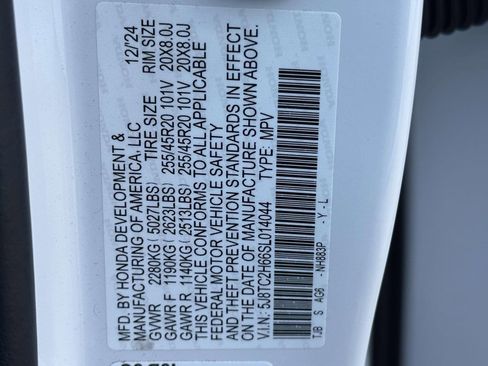 MFD. BY HONDA DEVELOPMENT & 12/'24
MANUFACTURING OF AMERICA, LLC
GVWR 2280KG ( 5027LBS) TIRE SIZE RIM SIZE
GAWR F 1190KG ( 2623LBS) 255/45R20 101V 20X8.0J
GAWR R 1140KG ( 2513LBS) 255/45R20 101V 20X8.0J
THIS VEHICLE CONFORMS TO ALL APPLICABLE
FEDERAL MOTOR VEHICLE SAFETY
AND THEFT PREVENTION STANDARDS IN EFFECT
ON THE DATE OF MANUFACTURE SHOWN ABOVE.
V.I.N: 5J8TC2H66SL014044 TYPE: MPV
TJB S AG6 -NH883P - Y - L